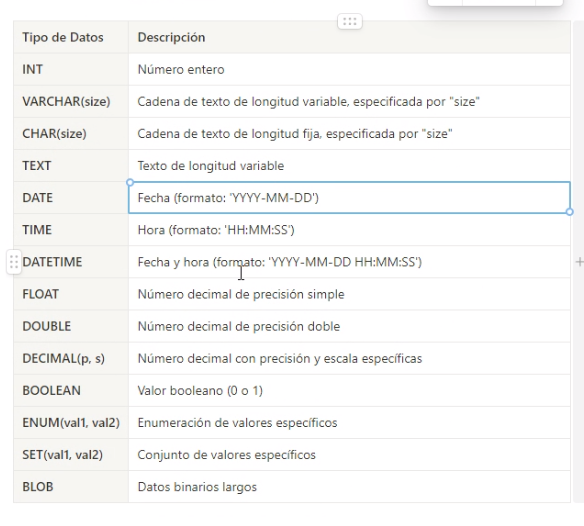 Tipo de Datos Descripción
INT Número entero
VARCHAR(size) Cadena de texto de longitud variable, especificada por "size"
CHAR(size) Cadena de texto de longitud fija, especificada por "size"
TEXT Texto de longitud variable
DATE Fecha (formato: 'YYYY-MM-DD')
TIME Hora (formato: 'HH:MM:SS')
DATETIME Fecha y hora (formato: 'YYYY-MM-DD HH:MM:SS')
FLOAT Número decimal de precisión simple
DOUBLE Número decimal de precisión doble
DECIMAL(p, s) Número decimal con precisión y escala específicas
BOOLEAN Valor booleano (0 o 1)
ENUM(val1, val2) Enumeración de valores específicos
SET(val1, val2) Conjunto de valores específicos
BLOB Datos binarios largos